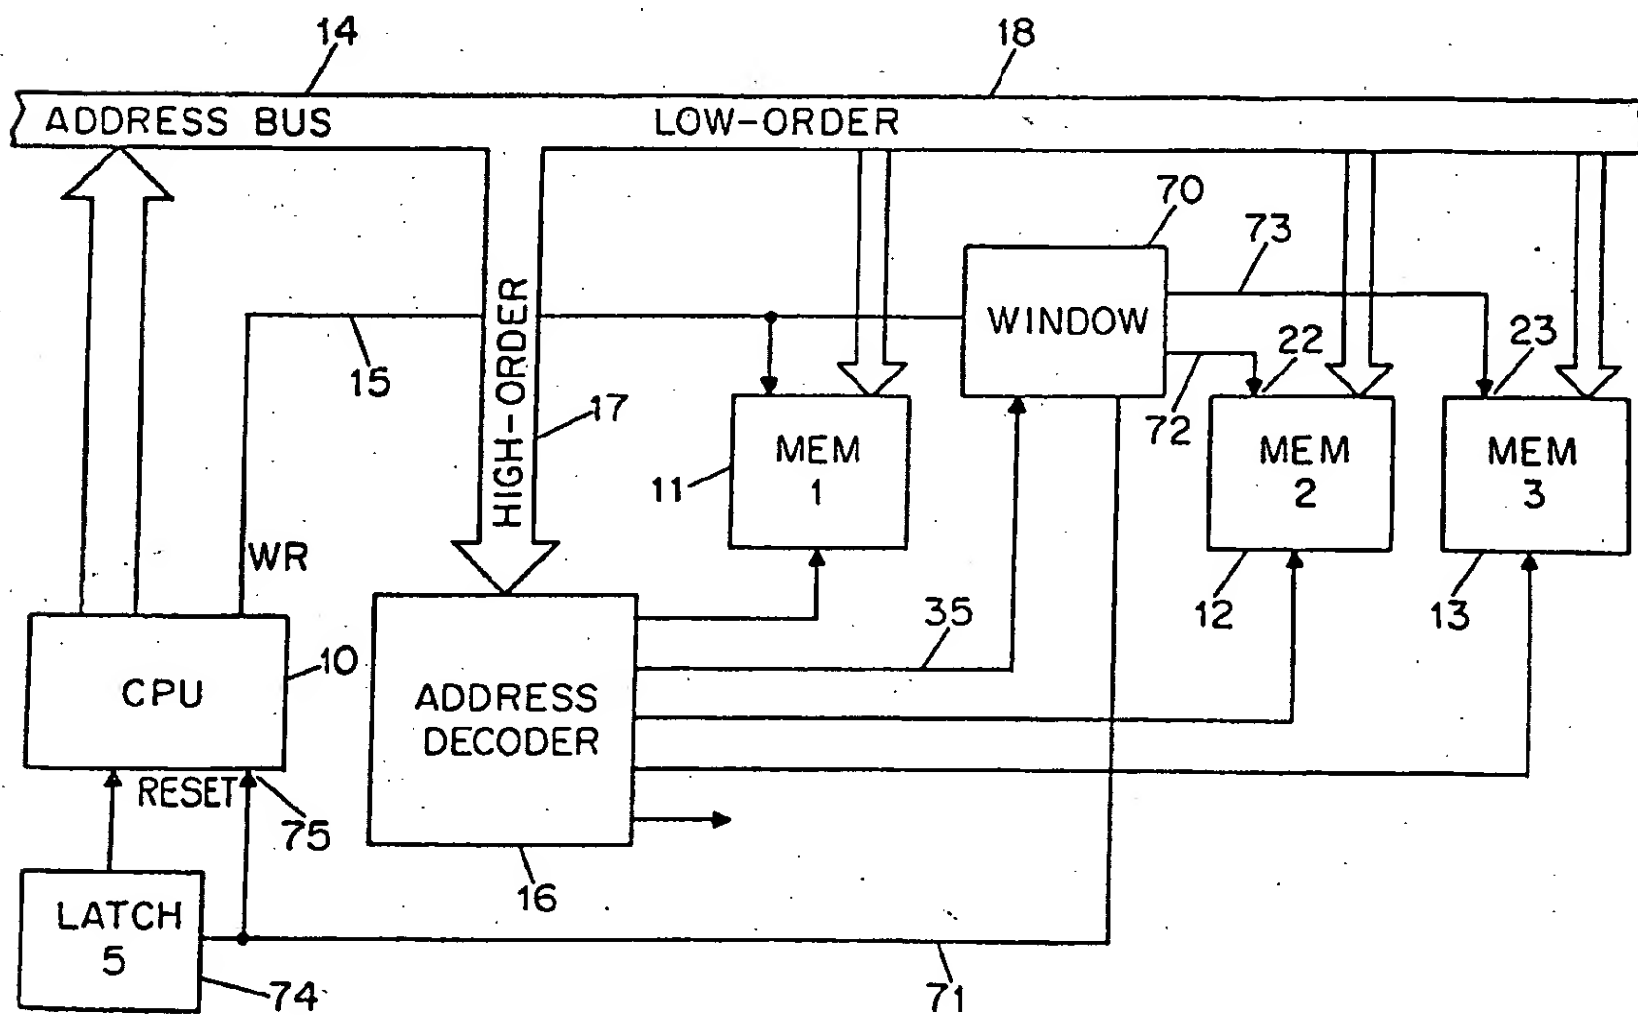 14
18
ADDRESS BUS
LOW-ORDER
70
73
HIGH-ORDER
WINDOW
22
23
15
17
72
MEM
1
11
MEM
2
MEM
3
WR
35
12
13
10
CPU
ADDRESS
DECODER
RESET
75
16
LATCH
5
74
71